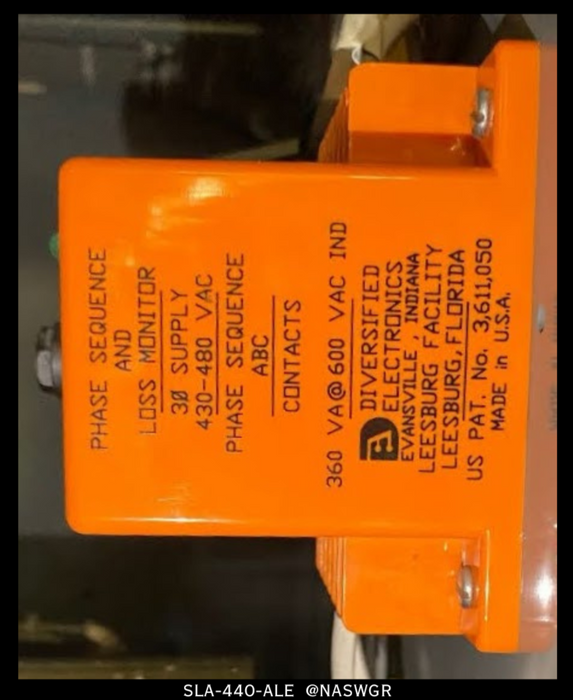 PHASE SEQUENCE
AND
LOSS MONITOR
3Ø SUPPLY
430-480 VAC
PHASE SEQUENCE
ABC
CONTACTS
360 VA@600 VAC IND
DIVERSIFIED
ELECTRONICS
EVANSVILLE, INDIANA
LEESBURG FACILITY
LEESBURG, FLORIDA
US PAT. No. 3,611,050
MADE in U.S.A.
SLA-440-ALE @NASWGR